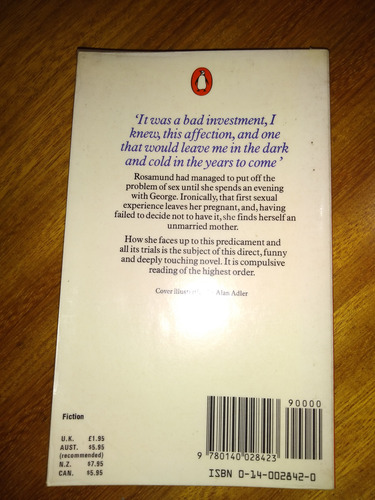 'It was a bad investment, I
knew, this affection, and one
that would leave me in the dark
and cold in the years to come'
Rosamund had managed to put off the
problem of sex until she spends an evening
with George. Ironically, that first sexual
experience leaves her pregnant, and, having
failed to decide not to have it, she finds herself an
unmarried mother.
How she faces up to this predicament and
all its trials is the subject of this direct, funny
and deeply touching novel. It is compulsive
reading of the highest order.
Cover Alan Adler
Fiction
U.K. £1.95
AUST. $5.95
(recommended)
N.Z. $7.95
CAN. $5.95
90000
9 780140 028423
ISBN 0-14-002842-0